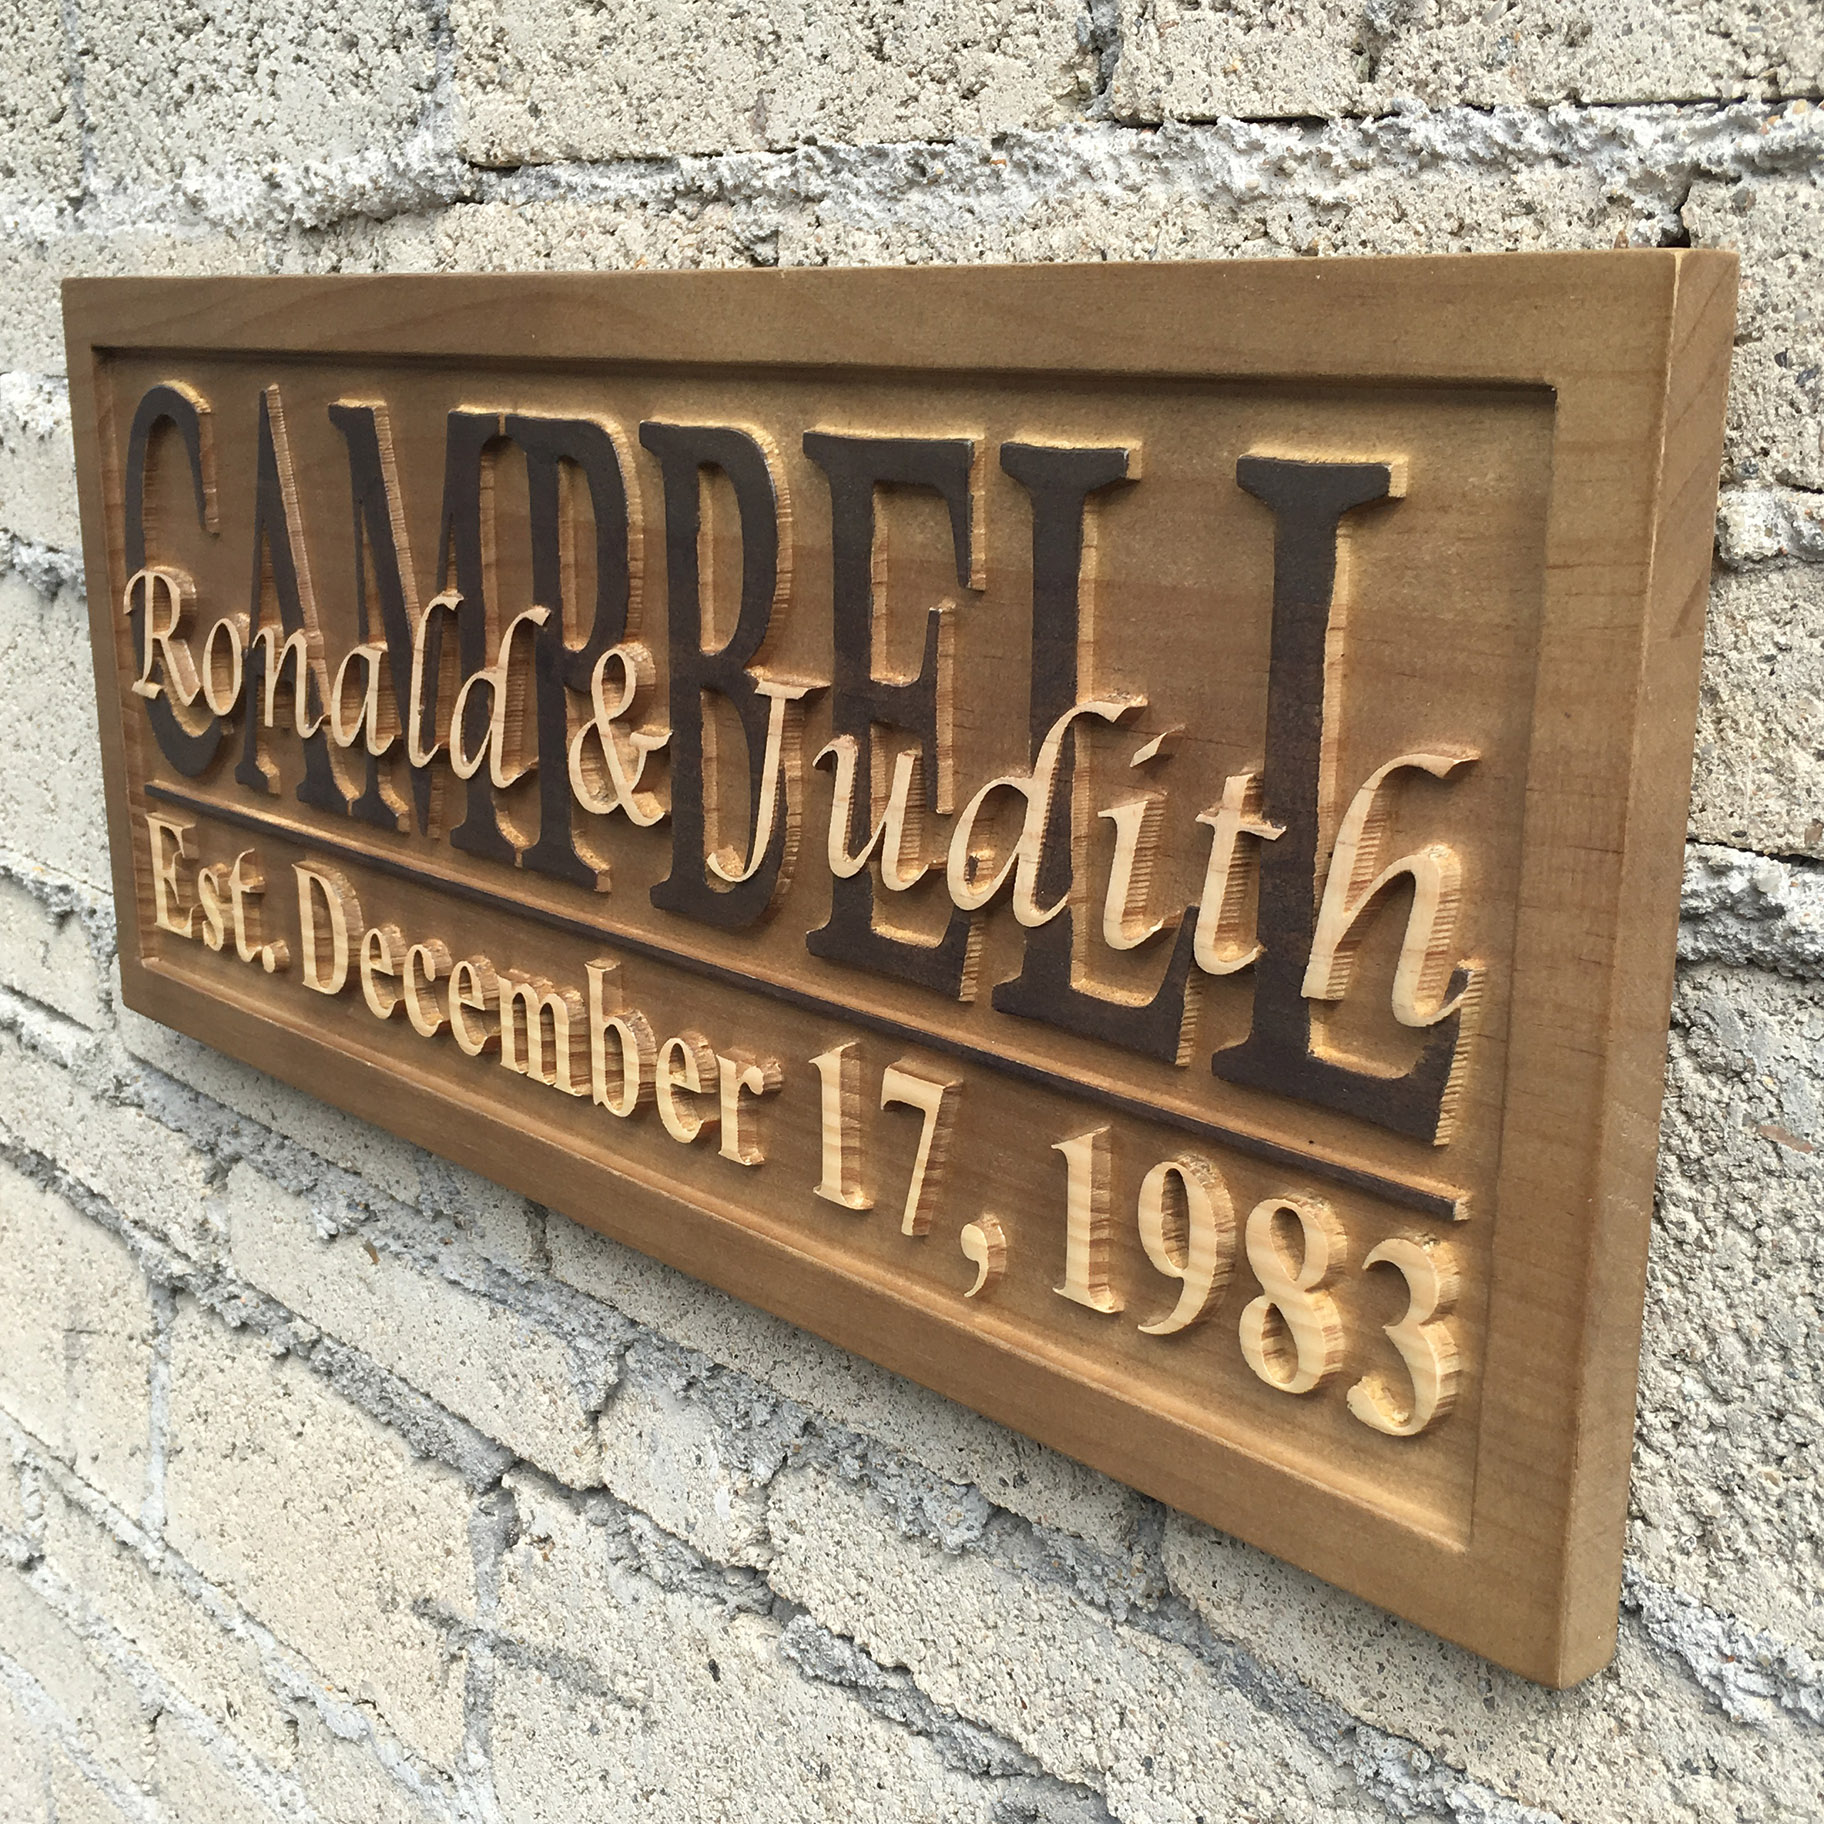 CAMPBELL
Ronald & Judith
Est. December 17, 1983